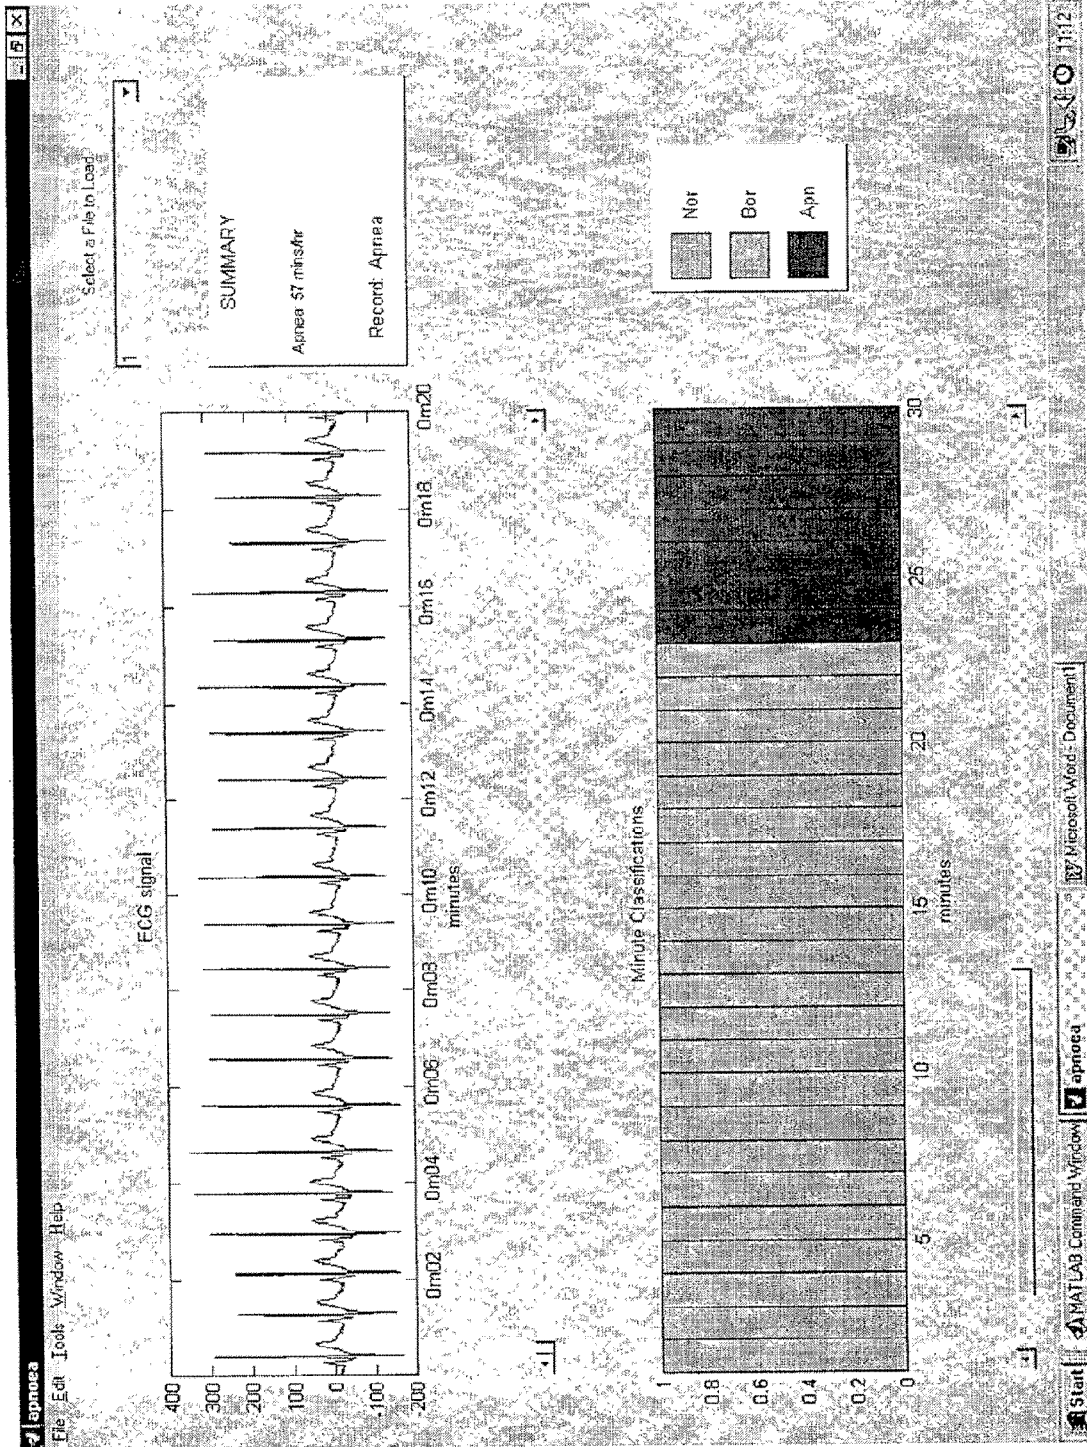 apnoea
File Edit Tools Window Help
Select a File to Load
1
ECG signal
400
300
200
100
0
-100
-200
0m02
0m04
0m06
0m08
0m10
0m12
0m14
0m16
0m18
0m20
minutes
SUMMARY
Apnea 57 mins/hr
Record: Apnea
Minute Classifications
1
0.8
0.6
0.4
0.2
0
5
10
15
20
25
30
minutes
Nor
Bor
Apn
Start
MATLAB Command Window
apnoea
Microsoft Word - Document1
11:12